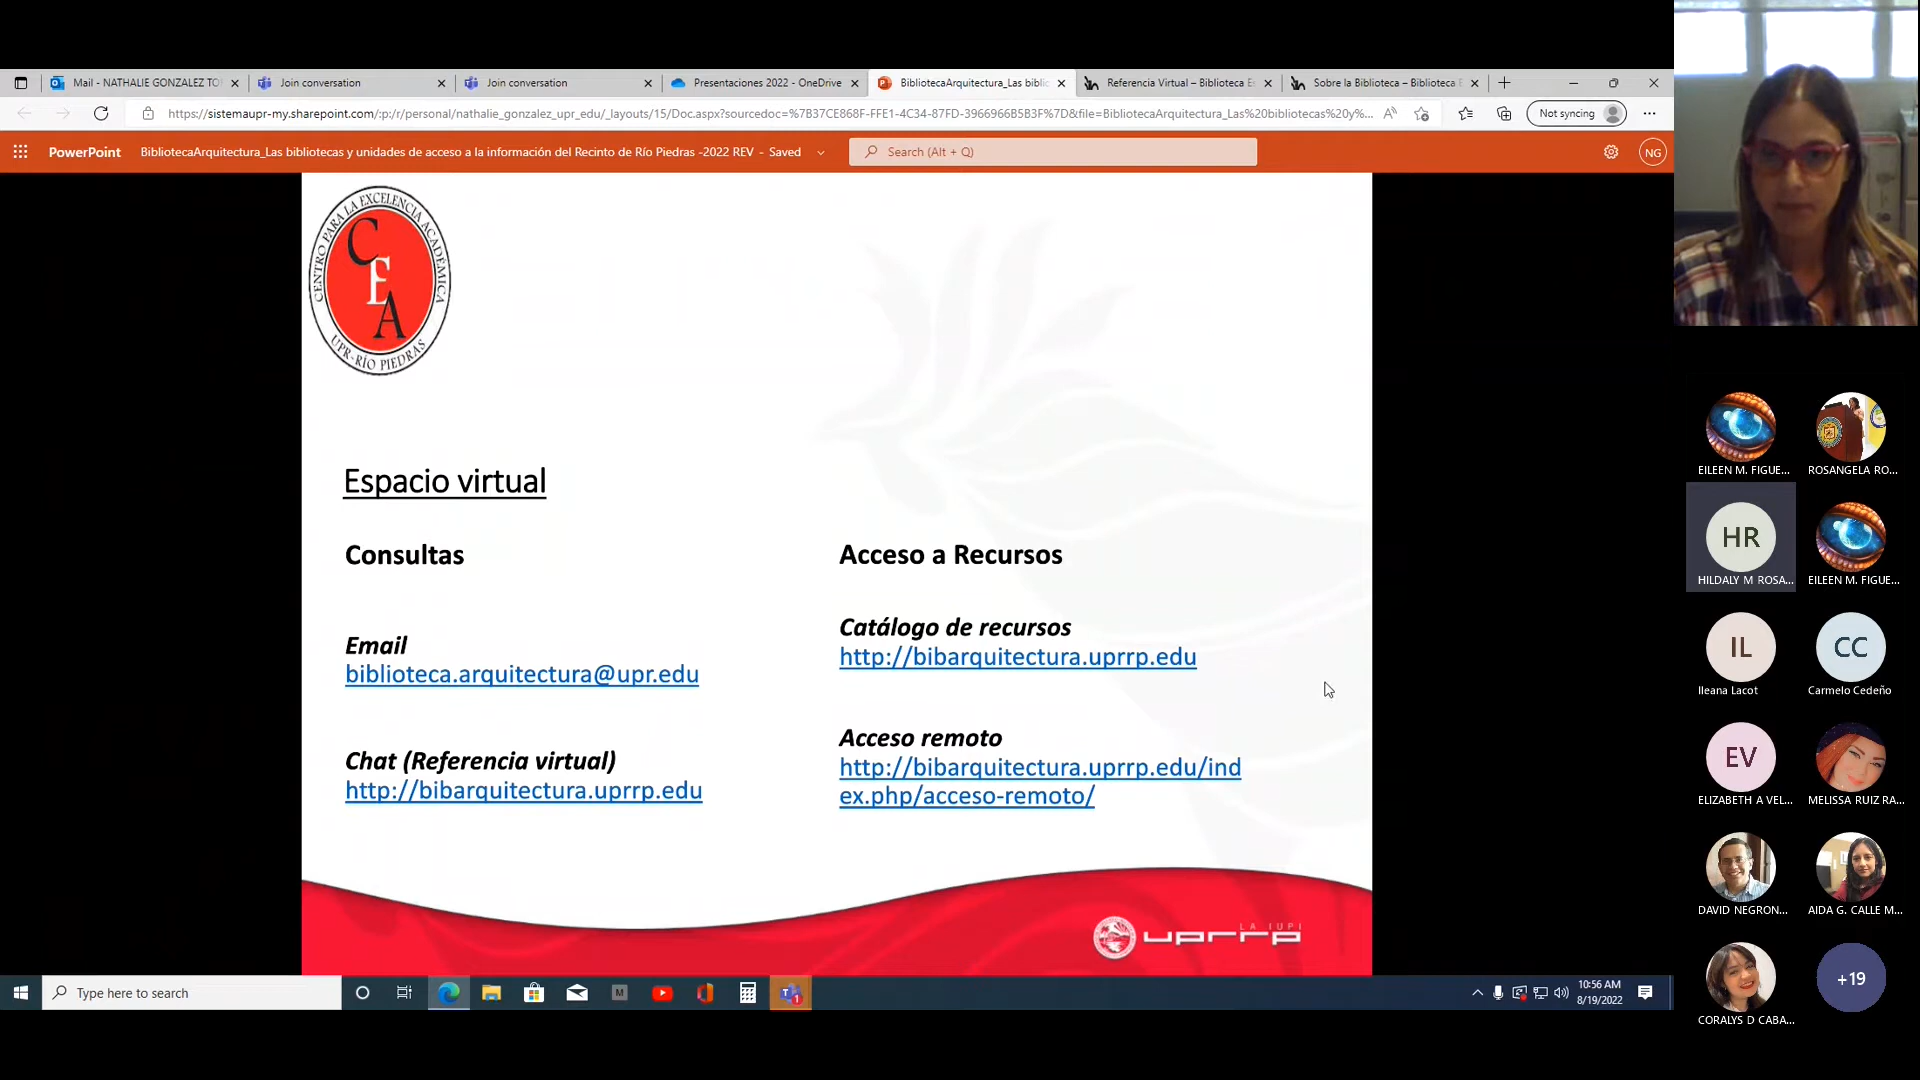 Mail - NATHALIE GONZALEZ TO
Join conversation
Join conversation
Presentaciones 2022 - OneDrive
BibliotecaArquitectura_Las biblic
Referencia Virtual – Biblioteca Es
Sobre la Biblioteca – Biblioteca E
https://sistemaupr-my.sharepoint.com/:p:/r/personal/nathalie_gonzalez_upr_edu/_layouts/15/Doc.aspx?sourcedoc=%7B37CE868F-FFE1-4C34-87FD-3966966B5B3F%7D&file=BibliotecaArquitectura_Las%20bibliotecas%20y%...
Not syncing
PowerPoint
BibliotecaArquitectura_Las bibliotecas y unidades de acceso a la información del Recinto de Río Piedras -2022 REV - Saved
Search (Alt + Q)
NG
CENTRO PARA LA EXCELENCIA ACADÉMICA
CEA
UPR-RÍO PIEDRAS
Espacio virtual
Consultas
Email
biblioteca.arquitectura@upr.edu
Chat (Referencia virtual)
http://bibarquitectura.uprrp.edu
Acceso a Recursos
Catálogo de recursos
http://bibarquitectura.uprrp.edu
Acceso remoto
http://bibarquitectura.uprrp.edu/ind
ex.php/acceso-remoto/
LA IUPI
uprrp
Type here to search
10:56 AM
8/19/2022
EILEEN M. FIGUE...
ROSANGELA RO...
HR
HILDALY M ROSA...
EILEEN M. FIGUE...
IL
Ileana Lacot
CC
Carmelo Cedeño
EV
ELIZABETH A VEL...
MELISSA RUIZ RA...
DAVID NEGRON...
AIDA G. CALLE M...
CORALYS D CABA...
+19